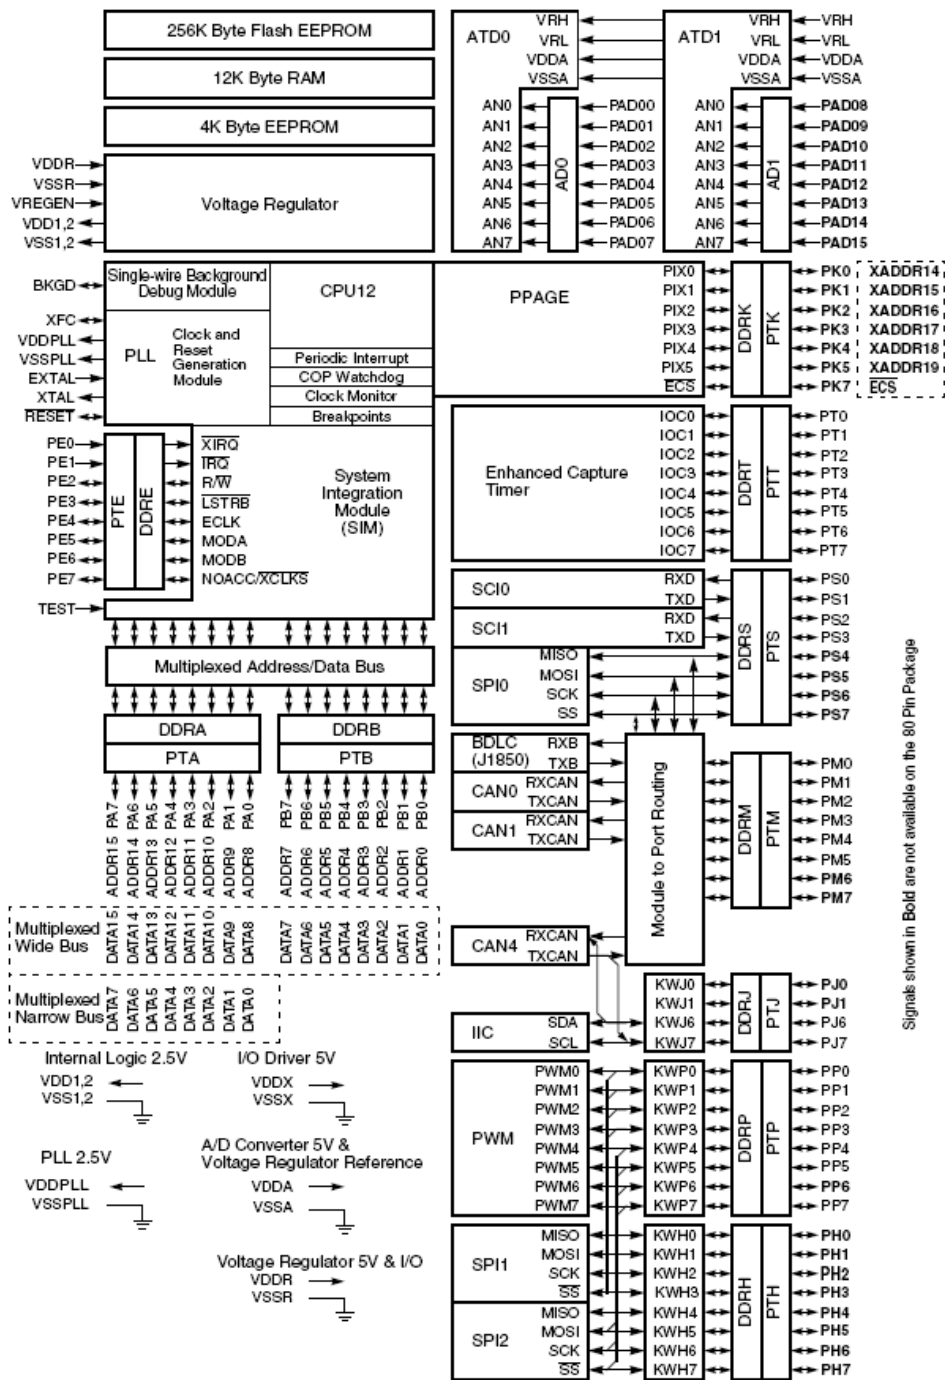 256K Byte Flash EEPROM
12K Byte RAM
4K Byte EEPROM
VDDR
VSSR
VREGEN
VDD1,2
VSS1,2
Voltage Regulator
ATD0
VRH
VRL
VDDA
VSSA
AN0
AN1
AN2
AN3
AN4
AN5
AN6
AN7
AD0
PAD00
PAD01
PAD02
PAD03
PAD04
PAD05
PAD06
PAD07
ATD1
VRH
VRL
VDDA
VSSA
VRH
VRL
VDDA
VSSA
AN0
AN1
AN2
AN3
AN4
AN5
AN6
AN7
AD1
PAD08
PAD09
PAD10
PAD11
PAD12
PAD13
PAD14
PAD15
BKGD
XFC
VDDPLL
VSSPLL
EXTAL
XTAL
RESET
Single-wire Background
Debug Module
PLL
Clock and
Reset
Generation
Module
CPU12
Periodic Interrupt
COP Watchdog
Clock Monitor
Breakpoints
PPAGE
PIX0
PIX1
PIX2
PIX3
PIX4
PIX5
ECS
DDRK
PTK
PK0
PK1
PK2
PK3
PK4
PK5
PK7
XADDR14
XADDR15
XADDR16
XADDR17
XADDR18
XADDR19
ECS
PE0
PE1
PE2
PE3
PE4
PE5
PE6
PE7
TEST
PTE
DDRE
XIRQ
IRQ
R/W
LSTRB
ECLK
MODA
MODB
NOACC/XCLKS
System
Integration
Module
(SIM)
Enhanced Capture
Timer
IOC0
IOC1
IOC2
IOC3
IOC4
IOC5
IOC6
IOC7
DDRT
PTT
PT0
PT1
PT2
PT3
PT4
PT5
PT6
PT7
SCI0
RXD
TXD
SCI1
RXD
TXD
SPI0
MISO
MOSI
SCK
SS
DDRS
PTS
PS0
PS1
PS2
PS3
PS4
PS5
PS6
PS7
Multiplexed Address/Data Bus
DDRA
PTA
DDRB
PTB
PA7
PA6
PA5
PA4
PA3
PA2
PA1
PA0
PB7
PB6
PB5
PB4
PB3
PB2
PB1
PB0
ADDR15
ADDR14
ADDR13
ADDR12
ADDR11
ADDR10
ADDR9
ADDR8
ADDR7
ADDR6
ADDR5
ADDR4
ADDR3
ADDR2
ADDR1
ADDR0
Multiplexed
Wide Bus
DATA15
DATA14
DATA13
DATA12
DATA11
DATA10
DATA9
DATA8
DATA7
DATA6
DATA5
DATA4
DATA3
DATA2
DATA1
DATA0
Multiplexed
Narrow Bus
DATA7
DATA6
DATA5
DATA4
DATA3
DATA2
DATA1
DATA0
BDLC
(J1850)
RXB
TXB
CAN0
RXCAN
TXCAN
CAN1
RXCAN
TXCAN
CAN4
RXCAN
TXCAN
Module to Port Routing
DDRM
PTM
PM0
PM1
PM2
PM3
PM4
PM5
PM6
PM7
IIC
SDA
SCL
KWJ0
KWJ1
KWJ6
KWJ7
DDRJ
PTJ
PJ0
PJ1
PJ6
PJ7
PWM
PWM0
PWM1
PWM2
PWM3
PWM4
PWM5
PWM6
PWM7
KWP0
KWP1
KWP2
KWP3
KWP4
KWP5
KWP6
KWP7
DDRP
PTP
PP0
PP1
PP2
PP3
PP4
PP5
PP6
PP7
SPI1
MISO
MOSI
SCK
SS
SPI2
MISO
MOSI
SCK
SS
KWH0
KWH1
KWH2
KWH3
KWH4
KWH5
KWH6
KWH7
DDRH
PTH
PH0
PH1
PH2
PH3
PH4
PH5
PH6
PH7
Internal Logic 2.5V
VDD1,2
VSS1,2
I/O Driver 5V
VDDX
VSSX
PLL 2.5V
VDDPLL
VSSPLL
A/D Converter 5V &
Voltage Regulator Reference
VDDA
VSSA
Voltage Regulator 5V & I/O
VDDR
VSSR
Signals shown in Bold are not available on the 80 Pin Package